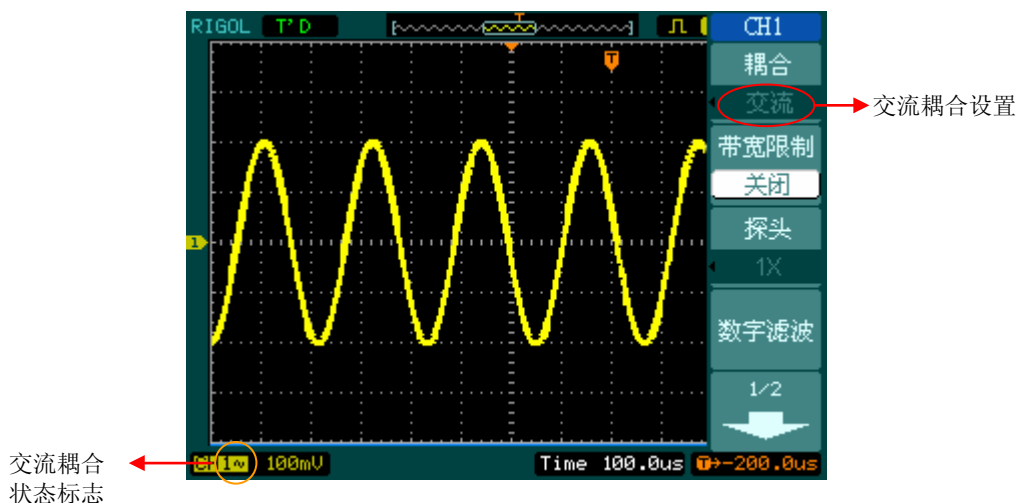 RIGOL T'D T CH1
耦合
T
交流
交流耦合设置
带宽限制
关闭
探头
1
1X
数字滤波
1/2
CH1 100mV Time 100.0us T→-200.0us
交流耦合
状态标志